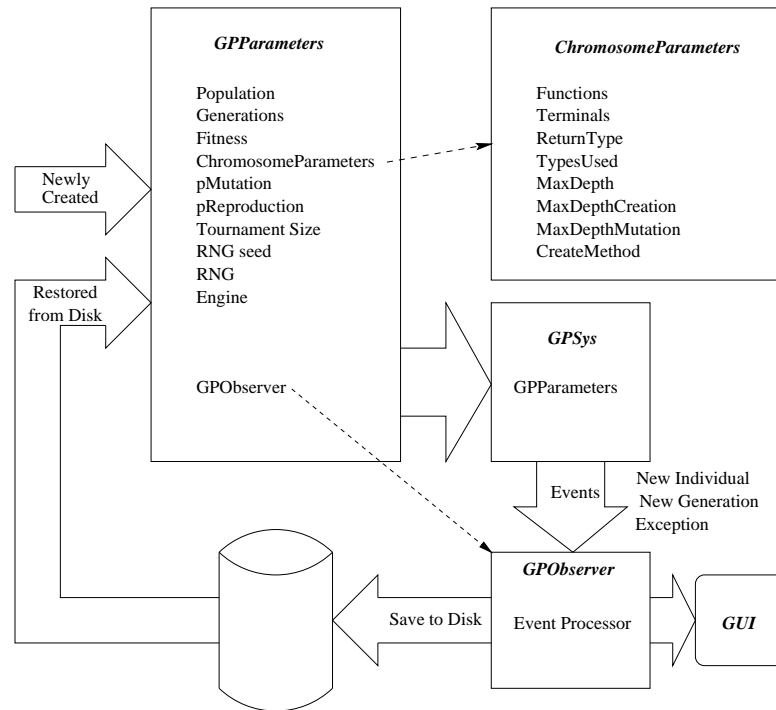 GPParameters
Population
Generations
Fitness
ChromosomeParameters
pMutation
pReproduction
Tournament Size
RNG seed
RNG
Engine
GPObserver
ChromosomeParameters
Functions
Terminals
ReturnType
TypesUsed
MaxDepth
MaxDepthCreation
MaxDepthMutation
CreateMethod
Newly
Created
Restored
from Disk
GPSys
GPParameters
Events
New Individual
New Generation
Exception
GPObserver
Event Processor
Save to Disk
GUI